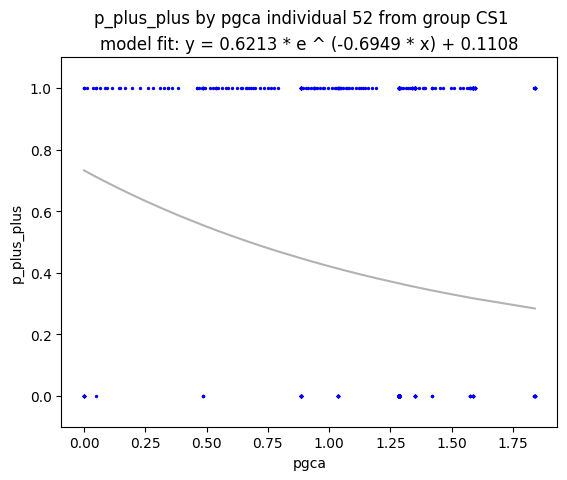 p_plus_plus by pgca individual 52 from group CS1
model fit: y = 0.6213 * e ^ (-0.6949 * x) + 0.1108
1.0
0.8
0.6
0.4
0.2
0.0
p_plus_plus
0.00 0.25 0.50 0.75 1.00 1.25 1.50 1.75
pgca